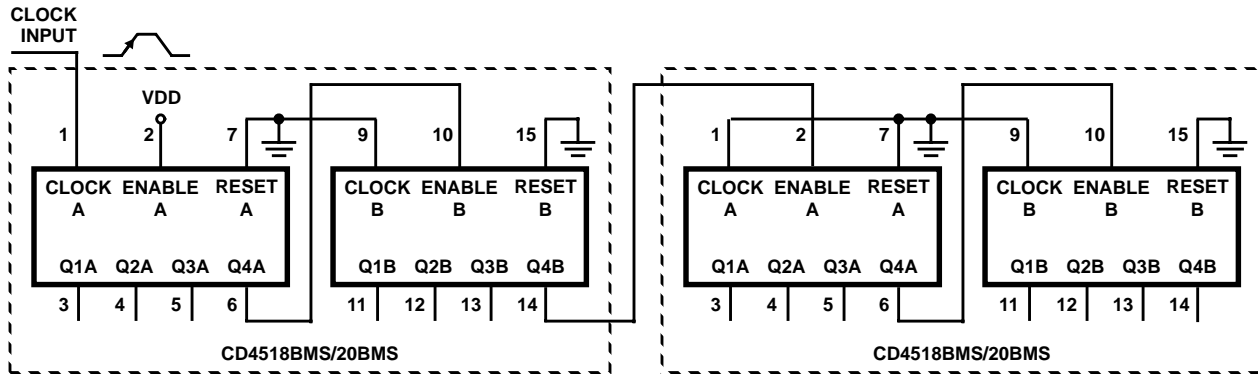 CLOCK
INPUT
VDD
1 2 7 9 10 15 1 2 7 9 10 15
CLOCK ENABLE RESET CLOCK ENABLE RESET CLOCK ENABLE RESET CLOCK ENABLE RESET
A A A B B B A A A B B B
Q1A Q2A Q3A Q4A Q1B Q2B Q3B Q4B Q1A Q2A Q3A Q4A Q1B Q2B Q3B Q4B
3 4 5 6 11 12 13 14 3 4 5 6 11 12 13 14
CD4518BMS/20BMS CD4518BMS/20BMS